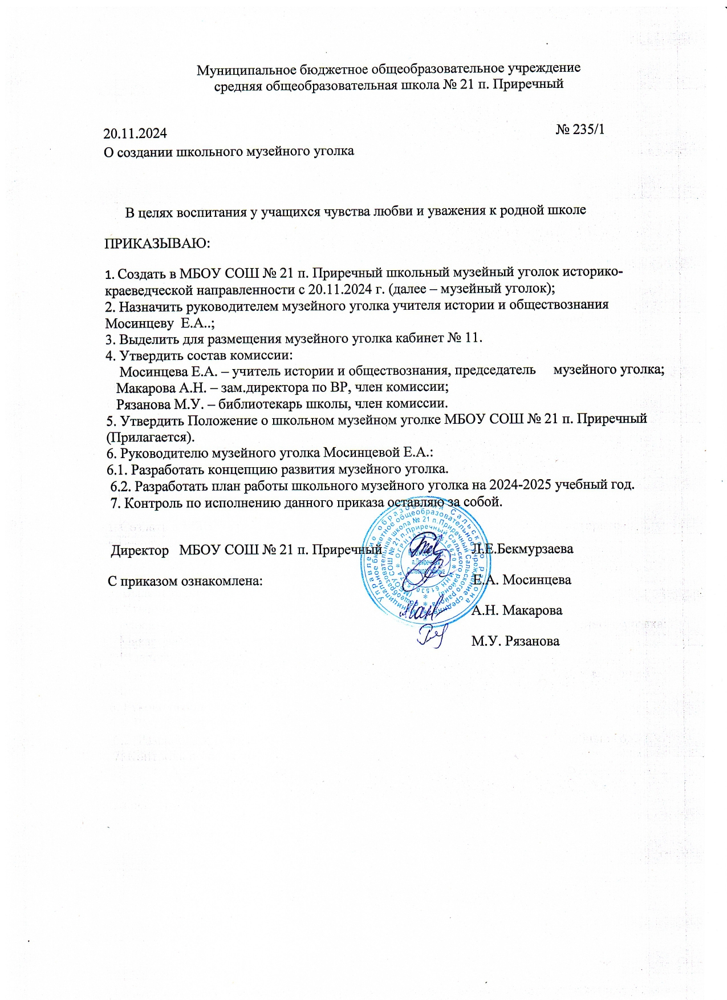 Муниципальное бюджетное общеобразовательное учреждение
средняя общеобразовательная школа № 21 п. Приречный
20.11.2024 № 235/1
О создании школьного музейного уголка
В целях воспитания у учащихся чувства любви и уважения к родной школе
ПРИКАЗЫВАЮ:
1. Создать в МБОУ СОШ № 21 п. Приречный школьный музейный уголок историко-
краеведческой направленности с 20.11.2024 г. (далее – музейный уголок);
2. Назначить руководителем музейного уголка учителя истории и обществознания
Мосинцеву Е.А..;
3. Выделить для размещения музейного уголка кабинет № 11.
4. Утвердить состав комиссии:
Мосинцева Е.А. – учитель истории и обществознания, председатель музейного уголка;
Макарова А.Н. – зам.директора по ВР, член комиссии;
Рязанова М.У. – библиотекарь школы, член комиссии.
5. Утвердить Положение о школьном музейном уголке МБОУ СОШ № 21 п. Приречный
(Прилагается).
6. Руководителю музейного уголка Мосинцевой Е.А.:
6.1. Разработать концепцию развития музейного уголка.
6.2. Разработать план работы школьного музейного уголка на 2024-2025 учебный год.
7. Контроль по исполнению данного приказа оставляю за собой.
Директор МБОУ СОШ № 21 п. Приречный Л.Е.Бекмурзаева
С приказом ознакомлена: Е.А. Мосинцева
А.Н. Макарова
М.У. Рязанова
Управление образования Сальского района
п.Приречный
Сальского района